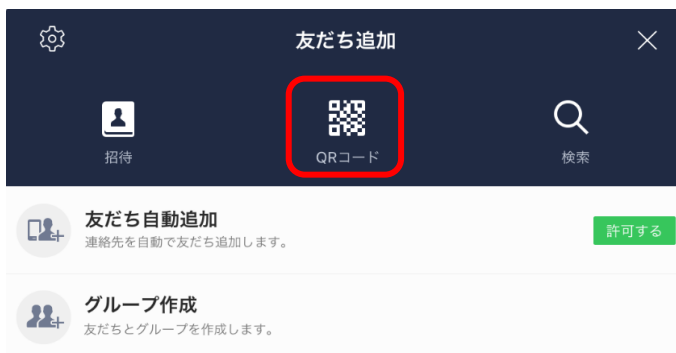 友だち追加
招待
QRコード
検索
友だち自動追加
連絡先を自動で友だち追加します。
許可する
グループ作成
友だちとグループを作成します。